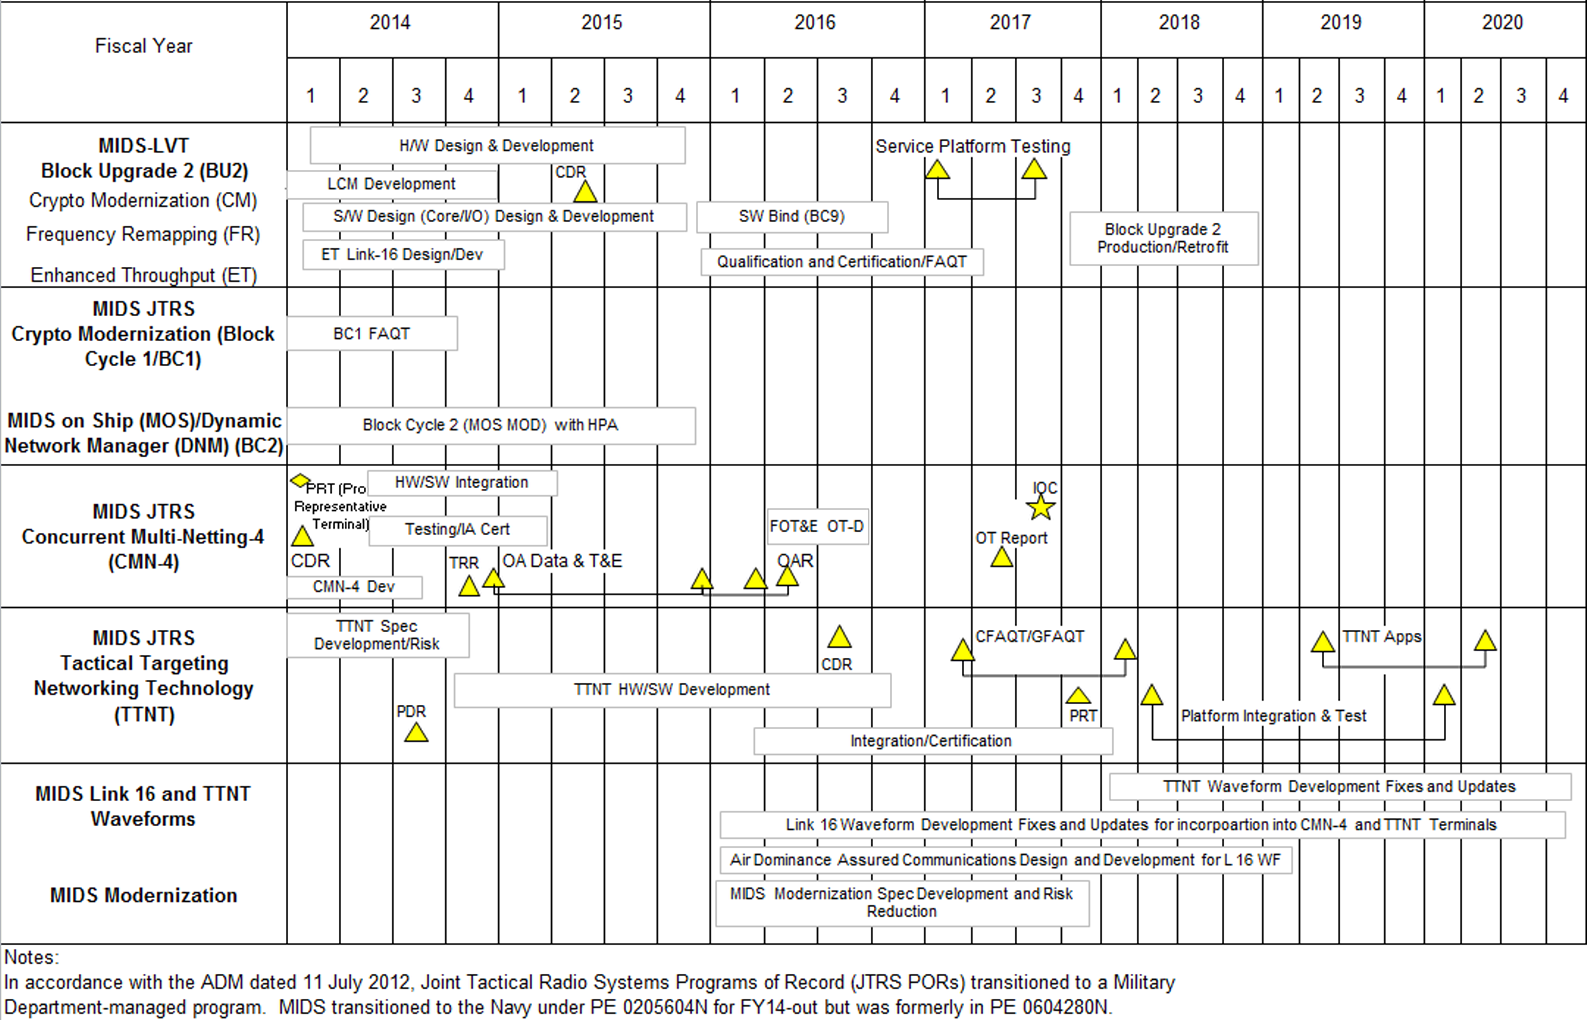 Fiscal Year
2014 2015 2016 2017 2018 2019 2020
1 2 3 4 1 2 3 4 1 2 3 4 1 2 3 4 1 2 3 4 1 2 3 4 1 2 3 4
MIDS-LVT
Block Upgrade 2 (BU2)
Crypto Modernization (CM)
Frequency Remapping (FR)
Enhanced Throughput (ET)
H/W Design & Development
LCM Development
CDR
S/W Design (Core/I/O) Design & Development
ET Link-16 Design/Dev
SW Bind (BC9)
Qualification and Certification/FAQT
Service Platform Testing
Block Upgrade 2
Production/Retrofit
MIDS JTRS
Crypto Modernization (Block
Cycle 1/BC1)
BC1 FAQT
MIDS on Ship (MOS)/Dynamic
Network Manager (DNM) (BC2)
Block Cycle 2 (MOS MOD) with HPA
MIDS JTRS
Concurrent Multi-Netting-4
(CMN-4)
PRT (Pro
Representative
Terminal)
HW/SW Integration
Testing/IA Cert
CDR
CMN-4 Dev
TRR
OA Data & T&E
FOT&E OT-D
OAR
IOC
OT Report
MIDS JTRS
Tactical Targeting
Networking Technology
(TTNT)
TTNT Spec
Development/Risk
PDR
TTNT HW/SW Development
CDR
Integration/Certification
CFAQT/GFAQT
PRT
Platform Integration & Test
TTNT Apps
MIDS Link 16 and TTNT
Waveforms
TTNT Waveform Development Fixes and Updates
Link 16 Waveform Development Fixes and Updates for incorpoartion into CMN-4 and TTNT Terminals
Air Dominance Assured Communications Design and Development for L 16 WF
MIDS Modernization
MIDS Modernization Spec Development and Risk
Reduction
Notes:
In accordance with the ADM dated 11 July 2012, Joint Tactical Radio Systems Programs of Record (JTRS PORs) transitioned to a Military
Department-managed program. MIDS transitioned to the Navy under PE 0205604N for FY14-out but was formerly in PE 0604280N.